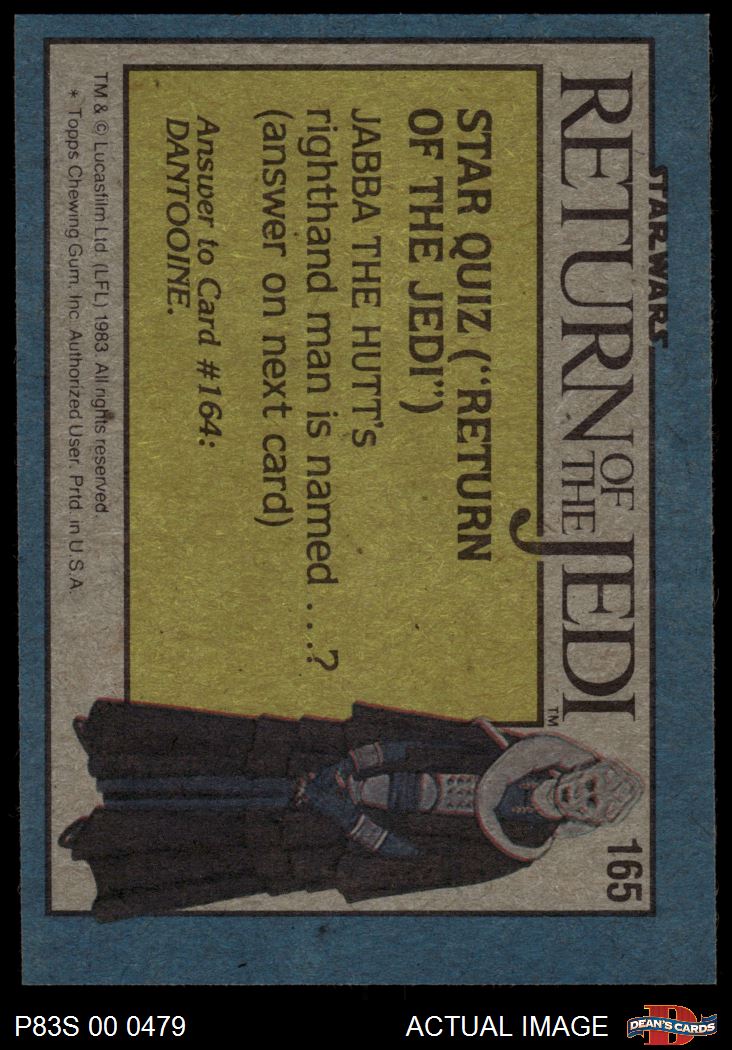 STAR WARS
RETURN OF THE JEDI TM
165
STAR QUIZ ("RETURN
OF THE JEDI")
JABBA THE HUTT's
righthand man is named . . .?
(answer on next card)
Answer to Card #164:
DANTOOINE.
TM & © Lucasfilm Ltd. (LFL) 1983. All rights reserved.
* Topps Chewing Gum, Inc. Authorized User. Prtd. in U.S.A.
P83S 00 0479
ACTUAL IMAGE
D
DEAN'S CARDS